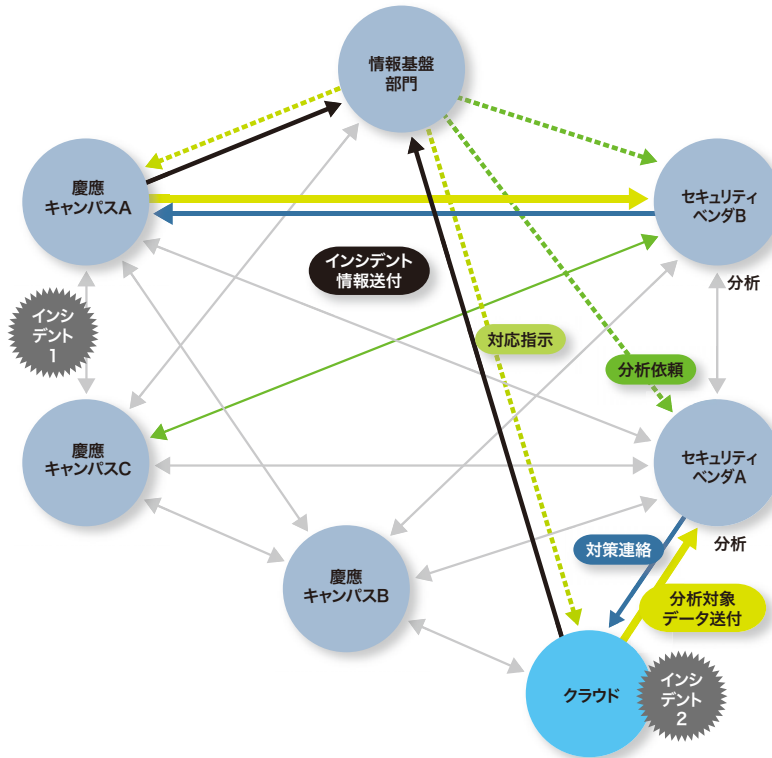 情報基盤
部門
慶應
キャンパスA
セキュリティ
ベンダB
インシデント
情報送付
分析
インシ
デント
1
対応指示
分析依頼
慶應
キャンパスC
セキュリティ
ベンダA
対策連絡
分析
慶應
キャンパスB
分析対象
データ送付
クラウド
インシ
デント
2